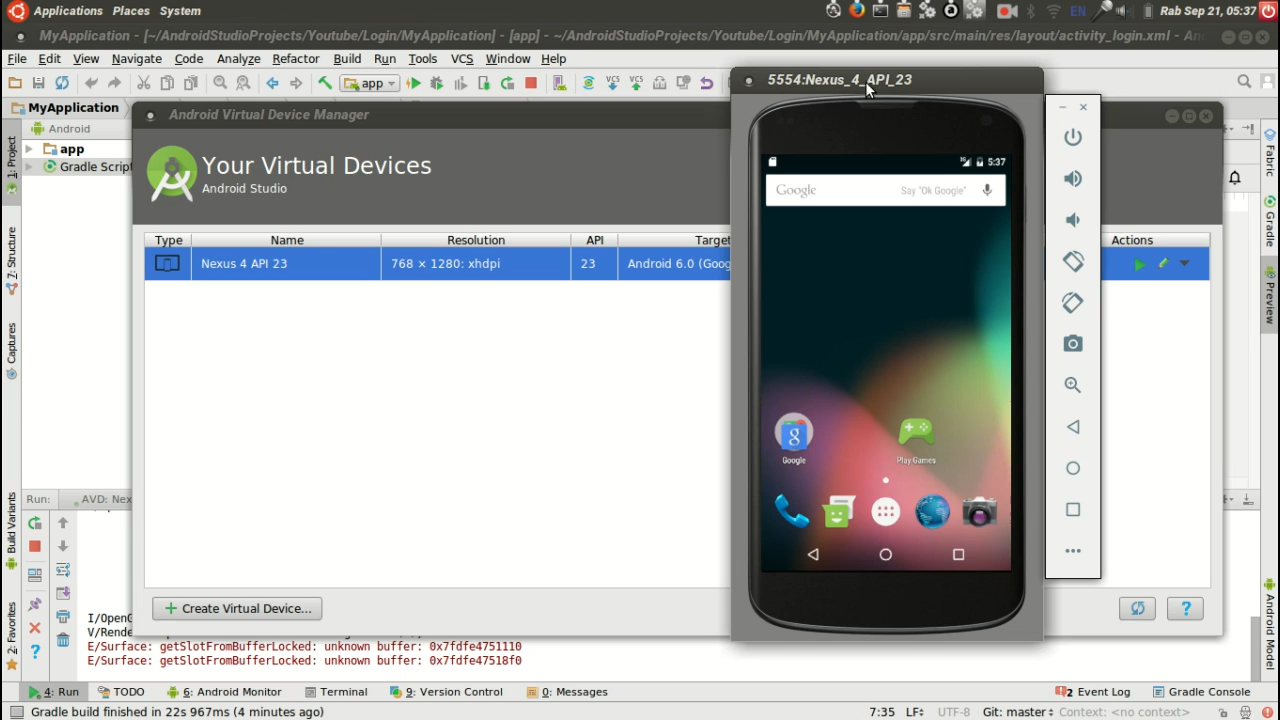 Applications Places System
EN Rab Sep 21, 05:37
MyApplication - [~/AndroidStudioProjects/Youtube/Login/MyApplication] - [app] - ~/AndroidStudioProjects/Youtube/Login/MyApplication/app/src/main/res/layout/activity_login.xml - An
File Edit View Navigate Code Analyze Refactor Build Run Tools VCS Window Help
app
VCS VCS
5554:Nexus_4_API_23
MyApplication
Android Virtual Device Manager
Android
app
Gradle Script
1: Project
7: Structure
Captures
Build Variants
2: Favorites
Your Virtual Devices
Android Studio
Type Name Resolution API Target Actions
Nexus 4 API 23 768 × 1280: xhdpi 23 Android 6.0 (Goog
5:37
Google Say "Ok Google"
Google Play Games
Fabric
Gradle
Preview
Android Model
Run: AVD: Nex
Create Virtual Device...
?
I/OpenG
V/Rende
E/Surface: getSlotFromBufferLocked: unknown buffer: 0x7fdfe4751110
E/Surface: getSlotFromBufferLocked: unknown buffer: 0x7fdfe47518f0
4: Run TODO 6: Android Monitor Terminal 9: Version Control 0: Messages 2 Event Log Gradle Console
Gradle build finished in 22s 967ms (4 minutes ago) 7:35 LF UTF-8 Git: master Context: <no context>